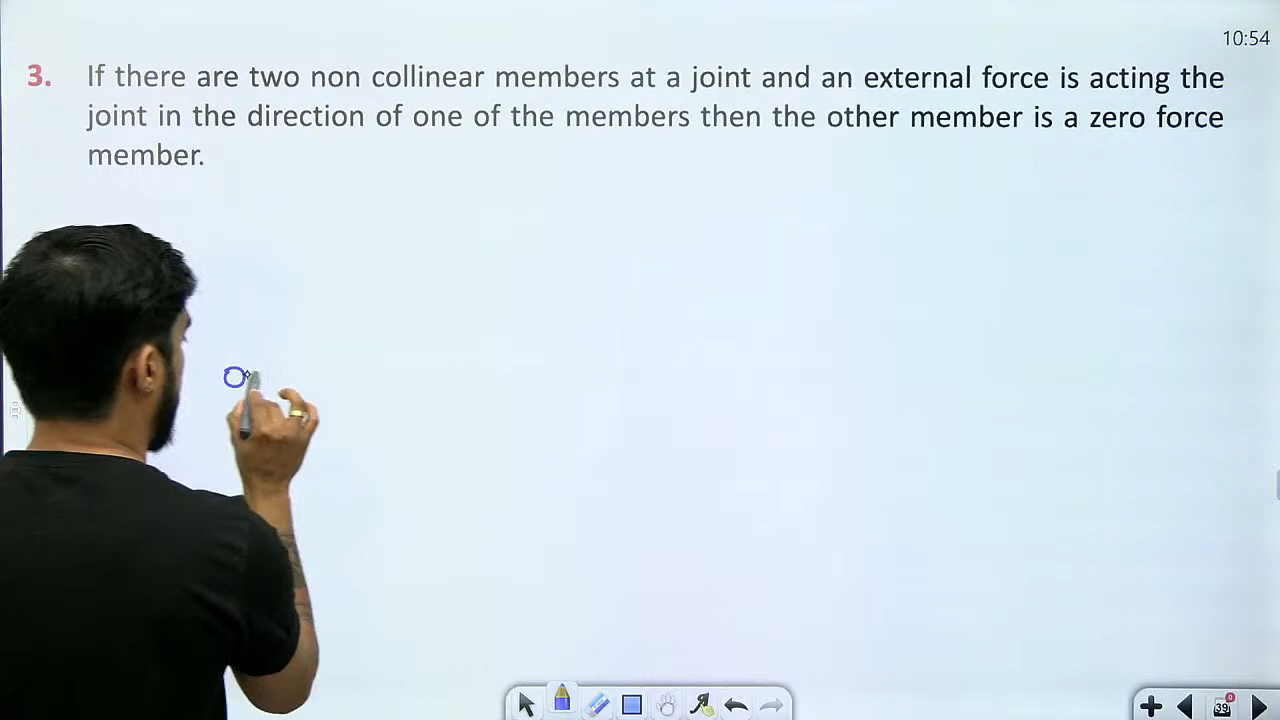 10:54
3. If there are two non collinear members at a joint and an external force is acting the
joint in the direction of one of the members then the other member is a zero force
member.
39
0